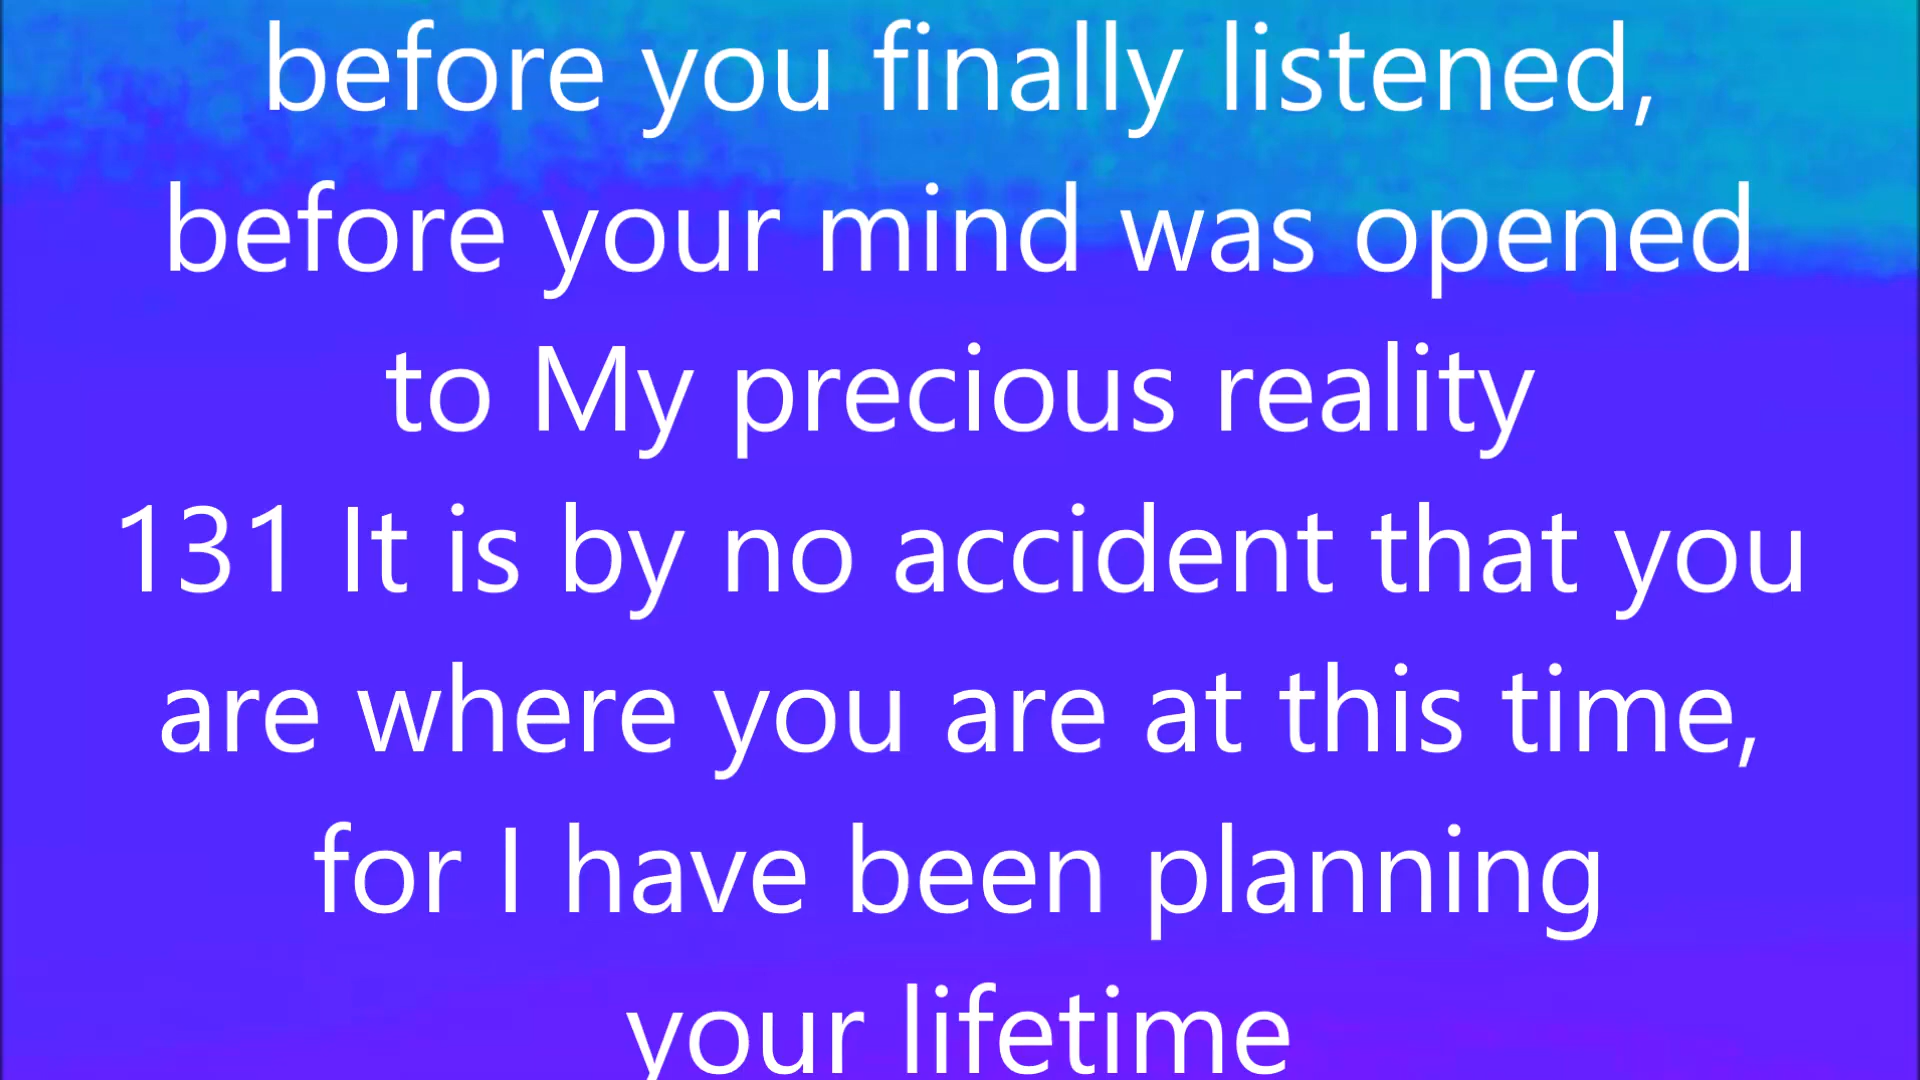 before you finally listened,
before your mind was opened
to My precious reality
131 It is by no accident that you
are where you are at this time,
for I have been planning
your lifetime